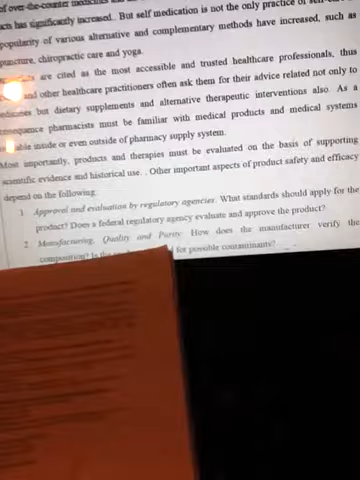 of over-the-counter medicines and
has significantly increased. But self medication is not the only practice of
popularity of various alternative and complementary methods have increased, such as
puncture, chiropractic care and yoga.
are cited as the most accessible and trusted healthcare professionals, thus
and other healthcare practitioners often ask them for their advice related not only to
but dietary supplements and alternative therapeutic interventions also. As a
pharmacists must be familiar with medical products and medical systems
inside or even outside of pharmacy supply system.
Most importantly, products and therapies must be evaluated on the basis of supporting
scientific evidence and historical use. . Other important aspects of product safety and efficacy
depend on the following:
1 Approval and evaluation by regulatory agencies. What standards should apply for the
product? Does a federal regulatory agency evaluate and approve the product?
2. Manufacturing, Quality and Purity: How does the manufacturer verify the
composition? Is the for possible contaminants?